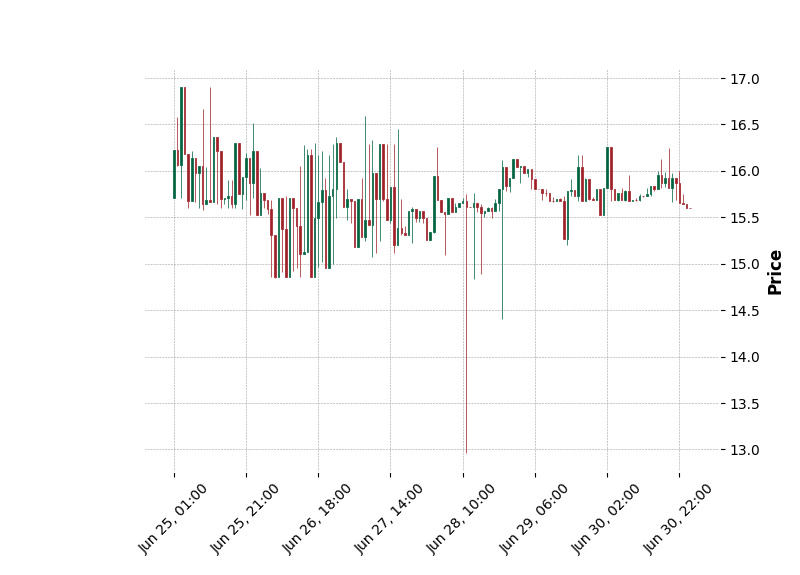 17.0
16.5
16.0
15.5
15.0
14.5
14.0
13.5
13.0
Price
Jun 25, 01:00
Jun 25, 21:00
Jun 26, 18:00
Jun 27, 14:00
Jun 28, 10:00
Jun 29, 06:00
Jun 30, 02:00
Jun 30, 22:00